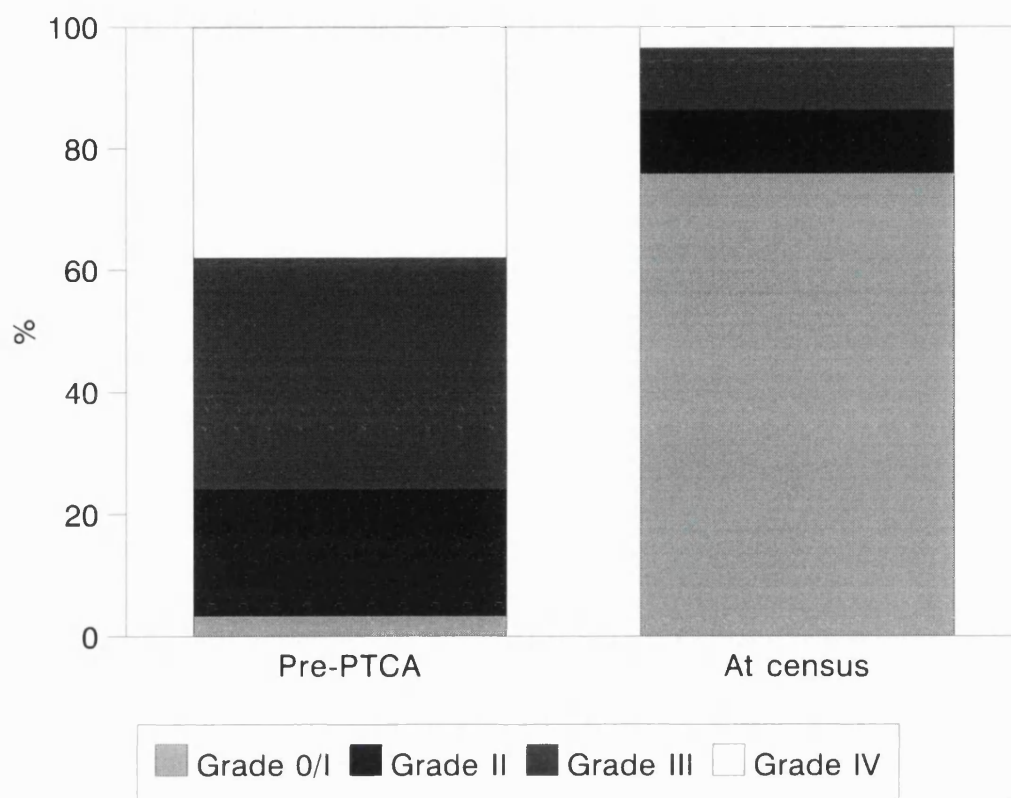 100
80
60
40
20
0
%
Pre-PTCA
At census
Grade 0/I
Grade II
Grade III
Grade IV